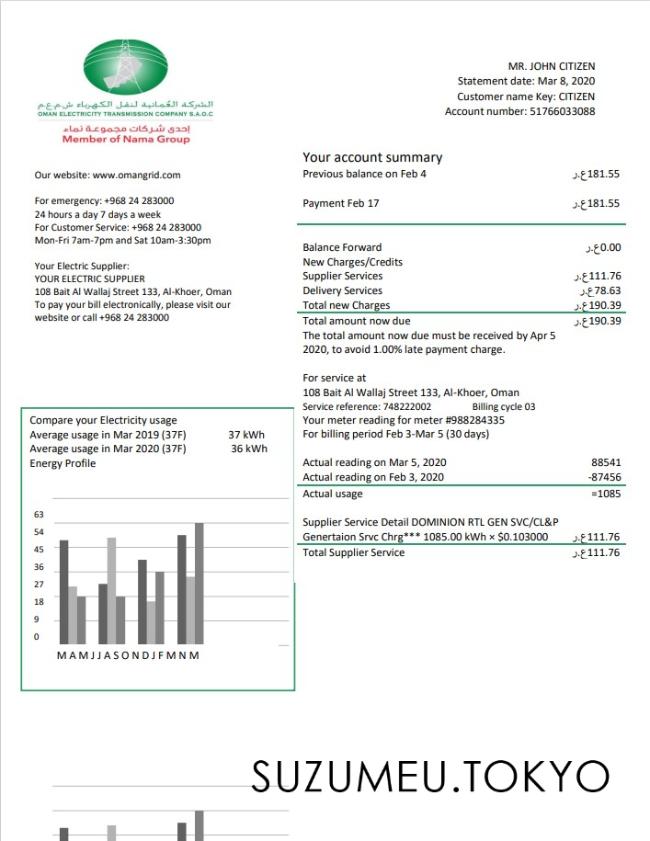 الشركة العُمانية لنقل الكهرباء ش.م.ع.م
OMAN ELECTRICITY TRANSMISSION COMPANY S.A.O.C
إحدى شركات مجموعة نماء
Member of Nama Group
MR. JOHN CITIZEN
Statement date: Mar 8, 2020
Customer name Key: CITIZEN
Account number: 51766033088
Our website: www.omangrid.com
For emergency: +968 24 283000
24 hours a day 7 days a week
For Customer Service: +968 24 283000
Mon-Fri 7am-7pm and Sat 10am-3:30pm
Your Electric Supplier:
YOUR ELECTRIC SUPPLIER
108 Bait Al Wallaj Street 133, Al-Khoer, Oman
To pay your bill electronically, please visit our
website or call +968 24 283000
Your account summary
Previous balance on Feb 4 ر.ع181.55
Payment Feb 17 ر.ع181.55
Balance Forward ر.ع0.00
New Charges/Credits
Supplier Services ر.ع111.76
Delivery Services ر.ع78.63
Total new Charges ر.ع190.39
Total amount now due ر.ع190.39
The total amount now due must be received by Apr 5
2020, to avoid 1.00% late payment charge.
For service at
108 Bait Al Wallaj Street 133, Al-Khoer, Oman
Service reference: 748222002 Billing cycle 03
Your meter reading for meter #988284335
For billing period Feb 3-Mar 5 (30 days)
Actual reading on Mar 5, 2020 88541
Actual reading on Feb 3, 2020 -87456
Actual usage =1085
Supplier Service Detail DOMINION RTL GEN SVC/CL&P
Genertaion Srvc Chrg*** 1085.00 kWh × $0.103000 ر.ع111.76
Total Supplier Service ر.ع111.76
Compare your Electricity usage
Average usage in Mar 2019 (37F) 37 kWh
Average usage in Mar 2020 (37F) 36 kWh
Energy Profile
63
54
45
36
27
18
9
0
M A M J J A S O N D J F M N M
SUZUMEU.TOKYO